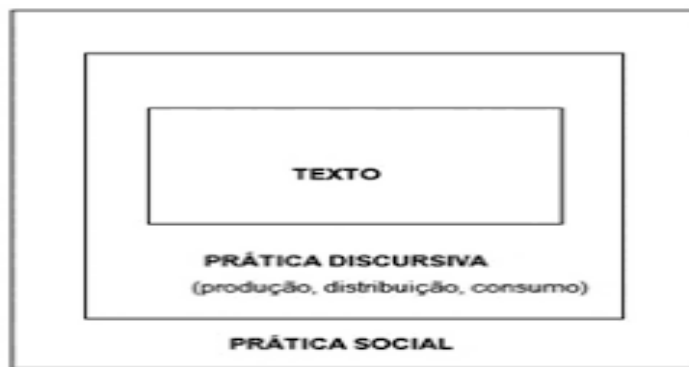 TEXTO
PRÁTICA DISCURSIVA
(produção, distribuição, consumo)
PRÁTICA SOCIAL